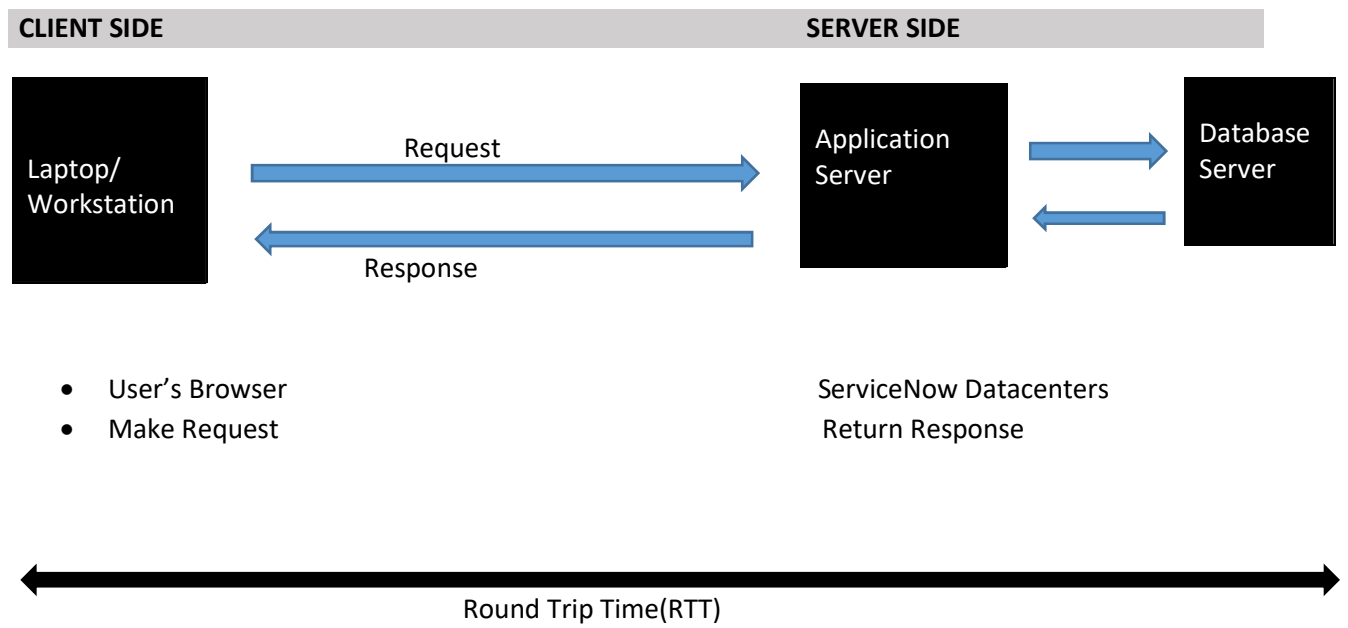 CLIENT SIDE
SERVER SIDE
Laptop/
Workstation
Request
Response
Application
Server
Database
Server
• User’s Browser
• Make Request
ServiceNow Datacenters
Return Response
Round Trip Time(RTT)